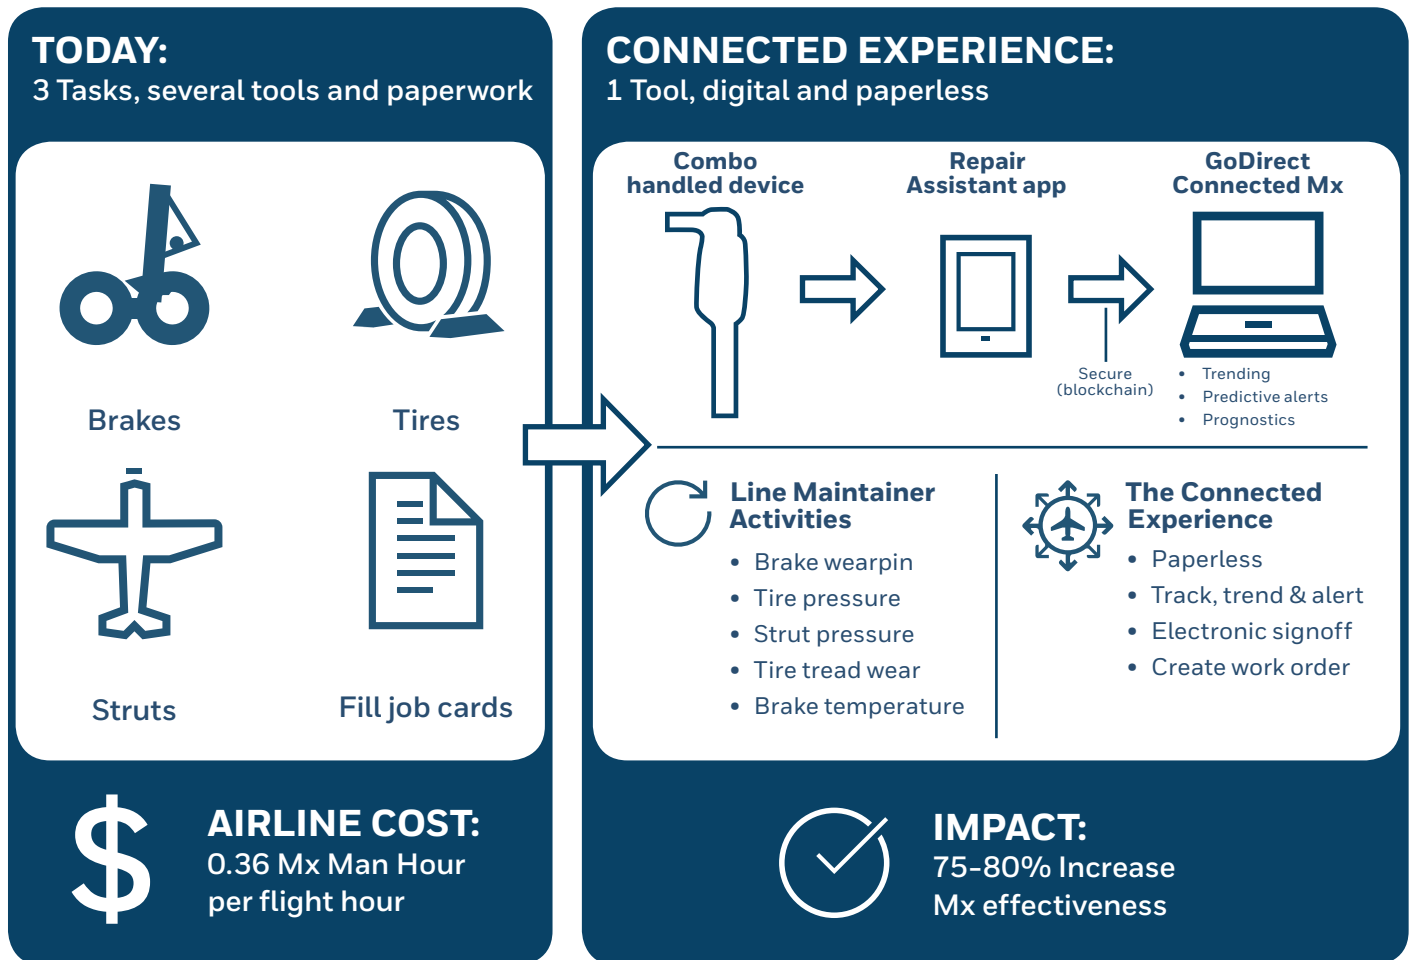 TODAY:
3 Tasks, several tools and paperwork
Brakes
Tires
Struts
Fill job cards
AIRLINE COST:
0.36 Mx Man Hour
per flight hour
CONNECTED EXPERIENCE:
1 Tool, digital and paperless
Combo
handled device
Repair
Assistant app
GoDirect
Connected Mx
Secure
(blockchain)
• Trending
• Predictive alerts
• Prognostics
Line Maintainer
Activities
• Brake wearpin
• Tire pressure
• Strut pressure
• Tire tread wear
• Brake temperature
The Connected
Experience
• Paperless
• Track, trend & alert
• Electronic signoff
• Create work order
IMPACT:
75-80% Increase
Mx effectiveness